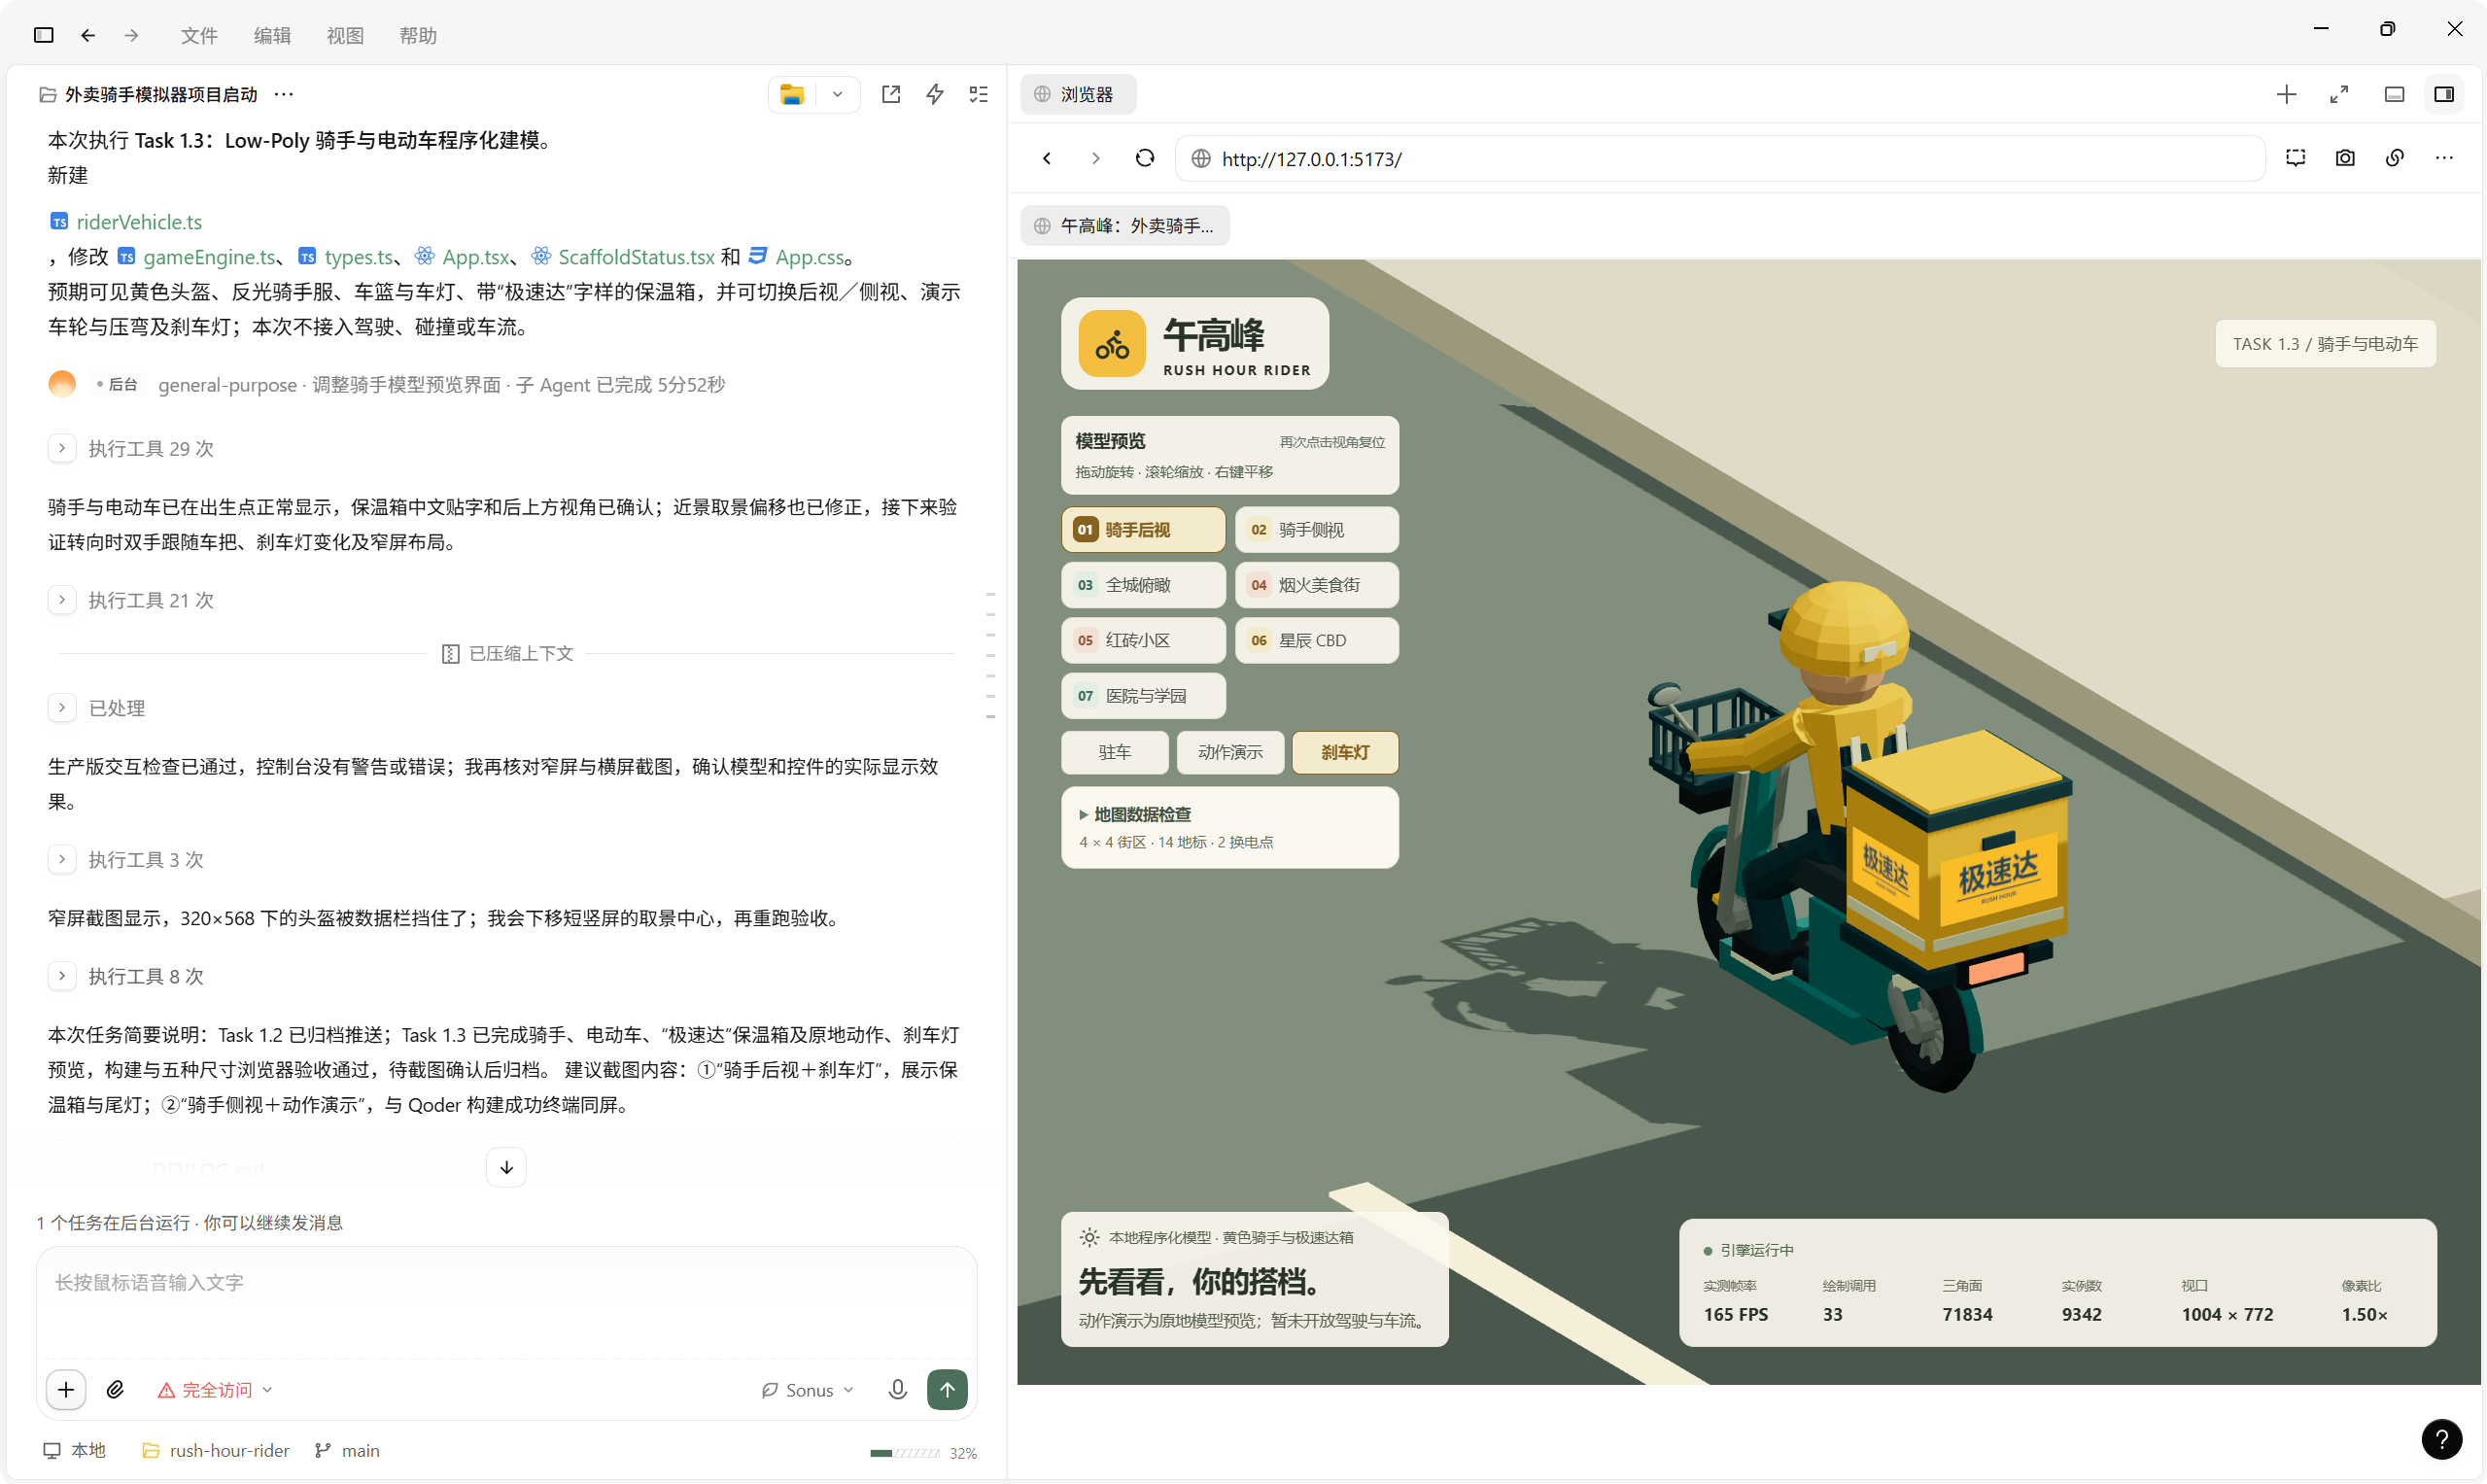 文件 编辑 视图 帮助
外卖骑手模拟器项目启动 ···
本次执行 Task 1.3：Low-Poly 骑手与电动车程序化建模。
新建
TS riderVehicle.ts
，修改 TS gameEngine.ts、 TS types.ts、 App.tsx、 ScaffoldStatus.tsx 和 App.css。
预期可见黄色头盔、反光骑手服、车篮与车灯、带“极速达”字样的保温箱，并可切换后视／侧视、演示
车轮与压弯及刹车灯；本次不接入驾驶、碰撞或车流。
后台 general-purpose · 调整骑手模型预览界面 · 子 Agent 已完成 5分52秒
执行工具 29 次
骑手与电动车已在出生点正常显示，保温箱中文贴字和后上方视角已确认；近景取景偏移也已修正，接下来验
证转向时双手跟随车把、刹车灯变化及窄屏布局。
执行工具 21 次
已压缩上下文
已处理
生产版交互检查已通过，控制台没有警告或错误；我再核对窄屏与横屏截图，确认模型和控件的实际显示效
果。
执行工具 3 次
窄屏截图显示，320×568 下的头盔被数据栏挡住了；我会下移短竖屏的取景中心，再重跑验收。
执行工具 8 次
本次任务简要说明：Task 1.2 已归档推送；Task 1.3 已完成骑手、电动车、“极速达”保温箱及原地动作、刹车灯
预览，构建与五种尺寸浏览器验收通过，待截图确认后归档。 建议截图内容：①“骑手后视＋刹车灯”，展示保
温箱与尾灯；②“骑手侧视＋动作演示”，与 Qoder 构建成功终端同屏。
DEVLOG.md
1 个任务在后台运行 · 你可以继续发消息
长按鼠标语音输入文字
完全访问
Sonus
本地 rush-hour-rider main 32%
浏览器
http://127.0.0.1:5173/
午高峰：外卖骑手...
午高峰
RUSH HOUR RIDER
TASK 1.3 / 骑手与电动车
模型预览 再次点击视角复位
拖动旋转 · 滚轮缩放 · 右键平移
01 骑手后视 02 骑手侧视
03 全城俯瞰 04 烟火美食街
05 红砖小区 06 星辰 CBD
07 医院与学园
驻车 动作演示 刹车灯
地图数据检查
4 × 4 街区 · 14 地标 · 2 换电点
极速达
极速达
RUSH HOUR
本地程序化模型 · 黄色骑手与极速达箱
先看看，你的搭档。
动作演示为原地模型预览；暂未开放驾驶与车流。
引擎运行中
实测帧率 绘制调用 三角面 实例数 视口 像素比
165 FPS 33 71834 9342 1004 × 772 1.50×
?